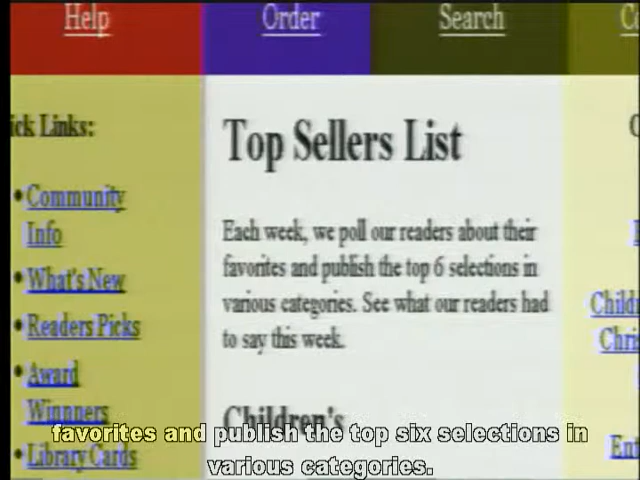 Help
Order
Search
ick Links:
Community
Info
What's New
Readers Picks
Award
Winnners
Library Cards
Top Sellers List
Each week, we poll our readers about their
favorites and publish the top 6 selections in
various categories. See what our readers had
to say this week.
Children's
favorites and publish the top six selections in
various categories.